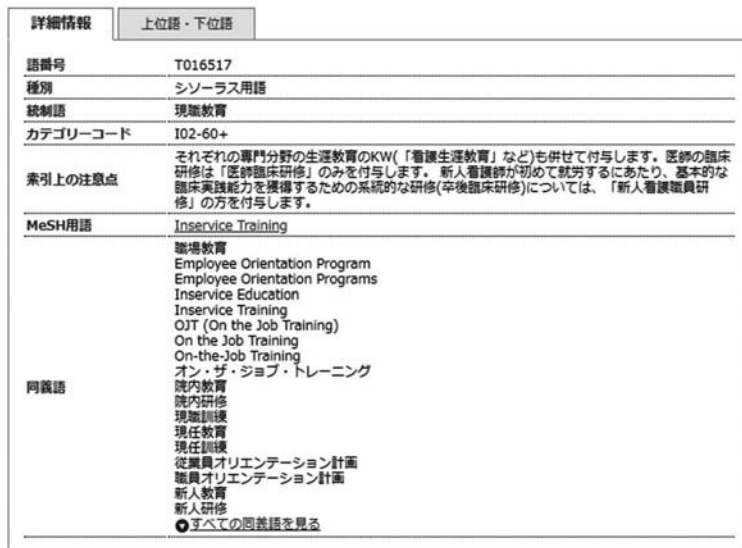 詳細情報
上位語・下位語
語番号 T016517
種別 シソーラス用語
統制語 現職教育
カテゴリーコード I02-60+
索引上の注意点
それぞれの専門分野の生涯教育のKW(「看護生涯教育」など)も併せて付与します。医師の臨床
研修は「医師臨床研修」のみを付与します。 新人看護師が初めて就労するにあたり、基本的な
臨床実践能力を獲得するための系統的な研修(卒後臨床研修)については、「新人看護職員研
修」の方を付与します。
MeSH用語 Inservice Training
同義語
職場教育
Employee Orientation Program
Employee Orientation Programs
Inservice Education
Inservice Training
OJT (On the Job Training)
On the Job Training
On-the-Job Training
オン・ザ・ジョブ・トレーニング
院内教育
院内研修
現職訓練
現任教育
現任訓練
従業員オリエンテーション計画
職員オリエンテーション計画
新人教育
新人研修
すべての同義語を見る